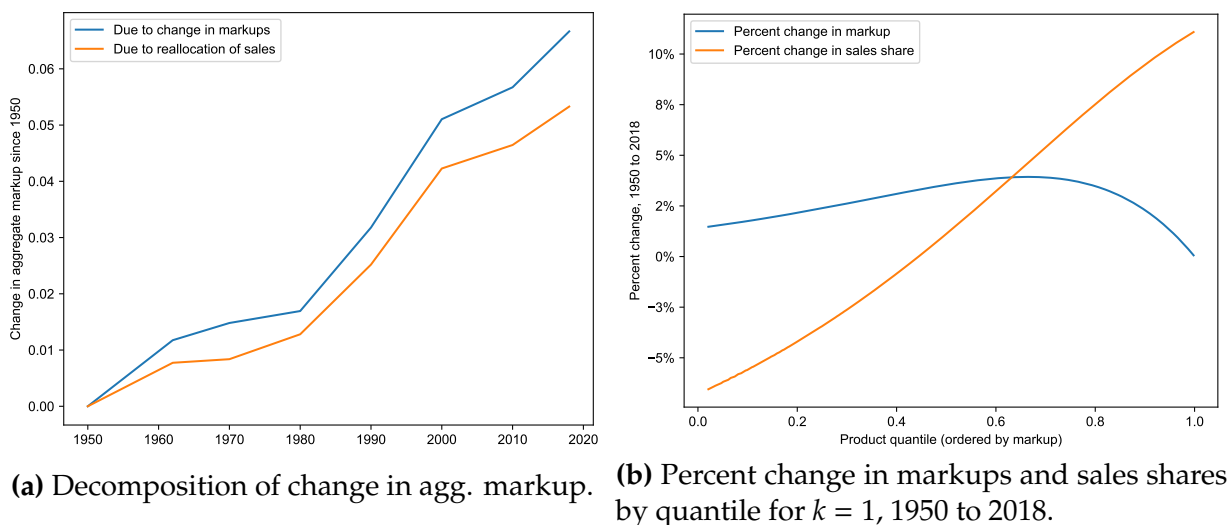 Due to change in markups
Due to reallocation of sales
Change in aggregate markup since 1950
0.06
0.05
0.04
0.03
0.02
0.01
0.00
1950 1960 1970 1980 1990 2000 2010 2020
(a) Decomposition of change in agg. markup.
Percent change in markup
Percent change in sales share
Percent change, 1950 to 2018
10%
8%
5%
2%
0%
−3%
−5%
0.0 0.2 0.4 0.6 0.8 1.0
Product quantile (ordered by markup)
(b) Percent change in markups and sales shares
by quantile for k = 1, 1950 to 2018.